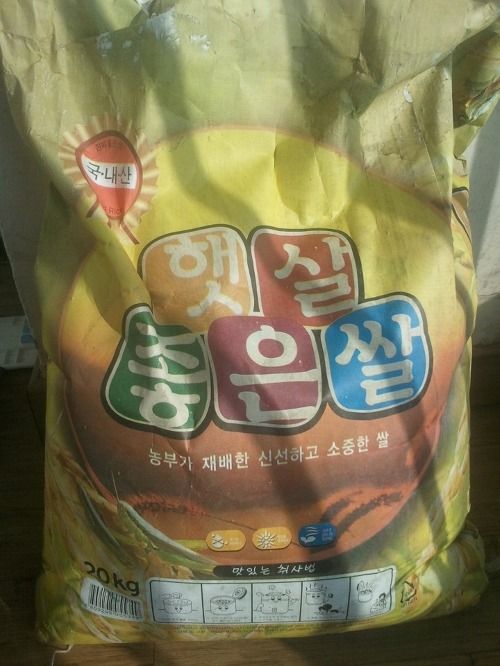 국·내·산
햇살
좋은쌀
농부가 재배한 신선하고 소중한 쌀
맛있는 취사법
20kg